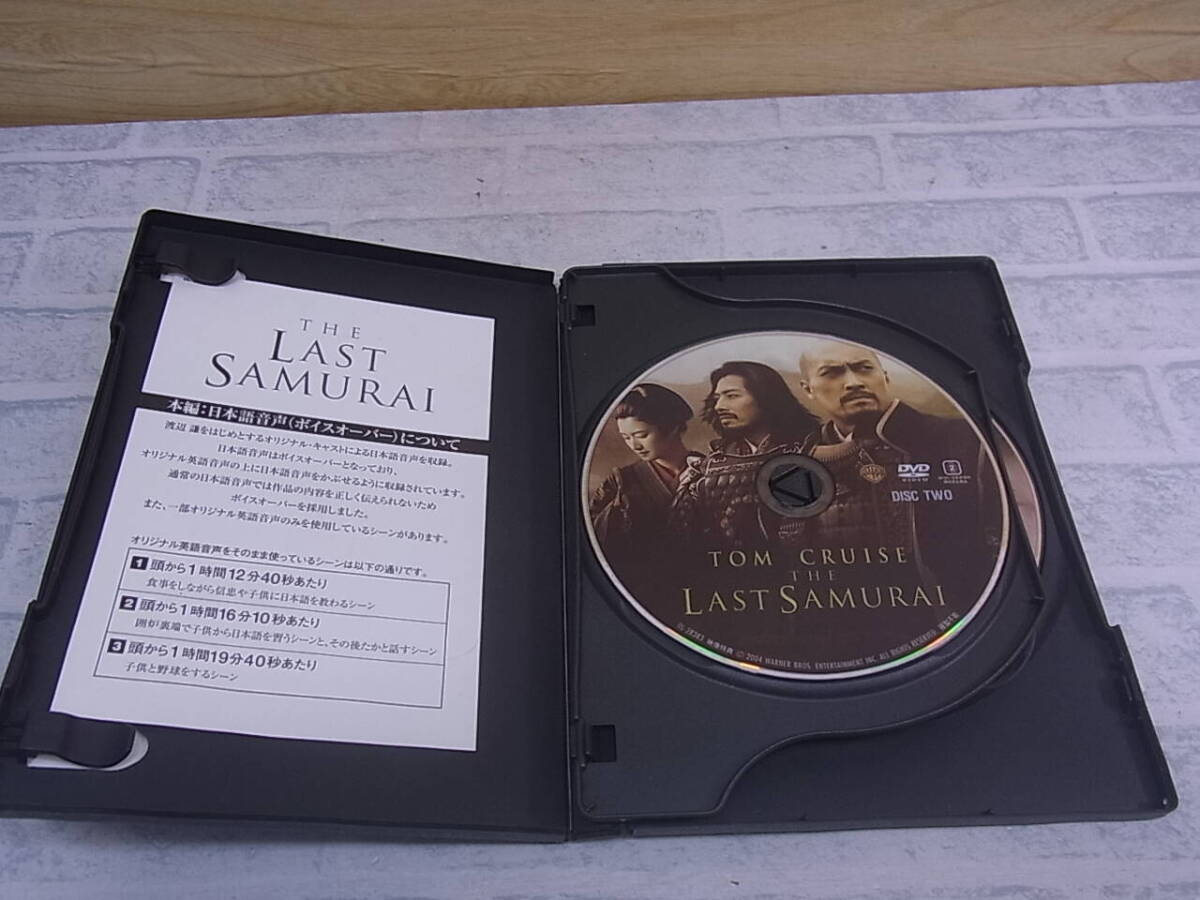 THE
LAST
SAMURAI
本編：日本語音声（ボイスオーバー）について
渡辺 謙をはじめとするオリジナル・キャストによる日本語音声を収録。
日本語音声はボイスオーバーとなっており、
オリジナル英語音声の上に日本語音声をかぶせるように収録されています。
通常の日本語音声では作品の内容を正しく伝えられないため
ボイスオーバーを採用しました。
また、一部オリジナル英語音声のみを使用しているシーンがあります。
オリジナル英語音声をそのまま使っているシーンは以下の通りです。
1 頭から1時間12分40秒あたり
食事をしながら信忠や子供に日本語を教わるシーン
2 頭から1時間16分10秒あたり
囲炉裏端で子供から日本語を習うシーンと、その後たかと話すシーン
3 頭から1時間19分40秒あたり
子供と野球をするシーン
DVD
VIDEO
2
DISC TWO
TOM CRUISE
THE
LAST SAMURAI
DL-28383 映像特典 © 2004 WARNER BROS. ENTERTAINMENT INC. ALL RIGHTS RESERVED. 複製不能